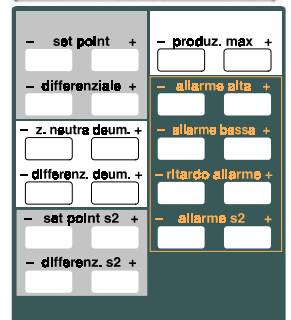 − set point +
− differenziale +
− z. neutra deum. +
− differenz. deum. +
− set point s2 +
− differenz. s2 +
− produz. max +
− allarme alta +
− allarme bassa +
− ritardo allarme +
− allarme s2 +